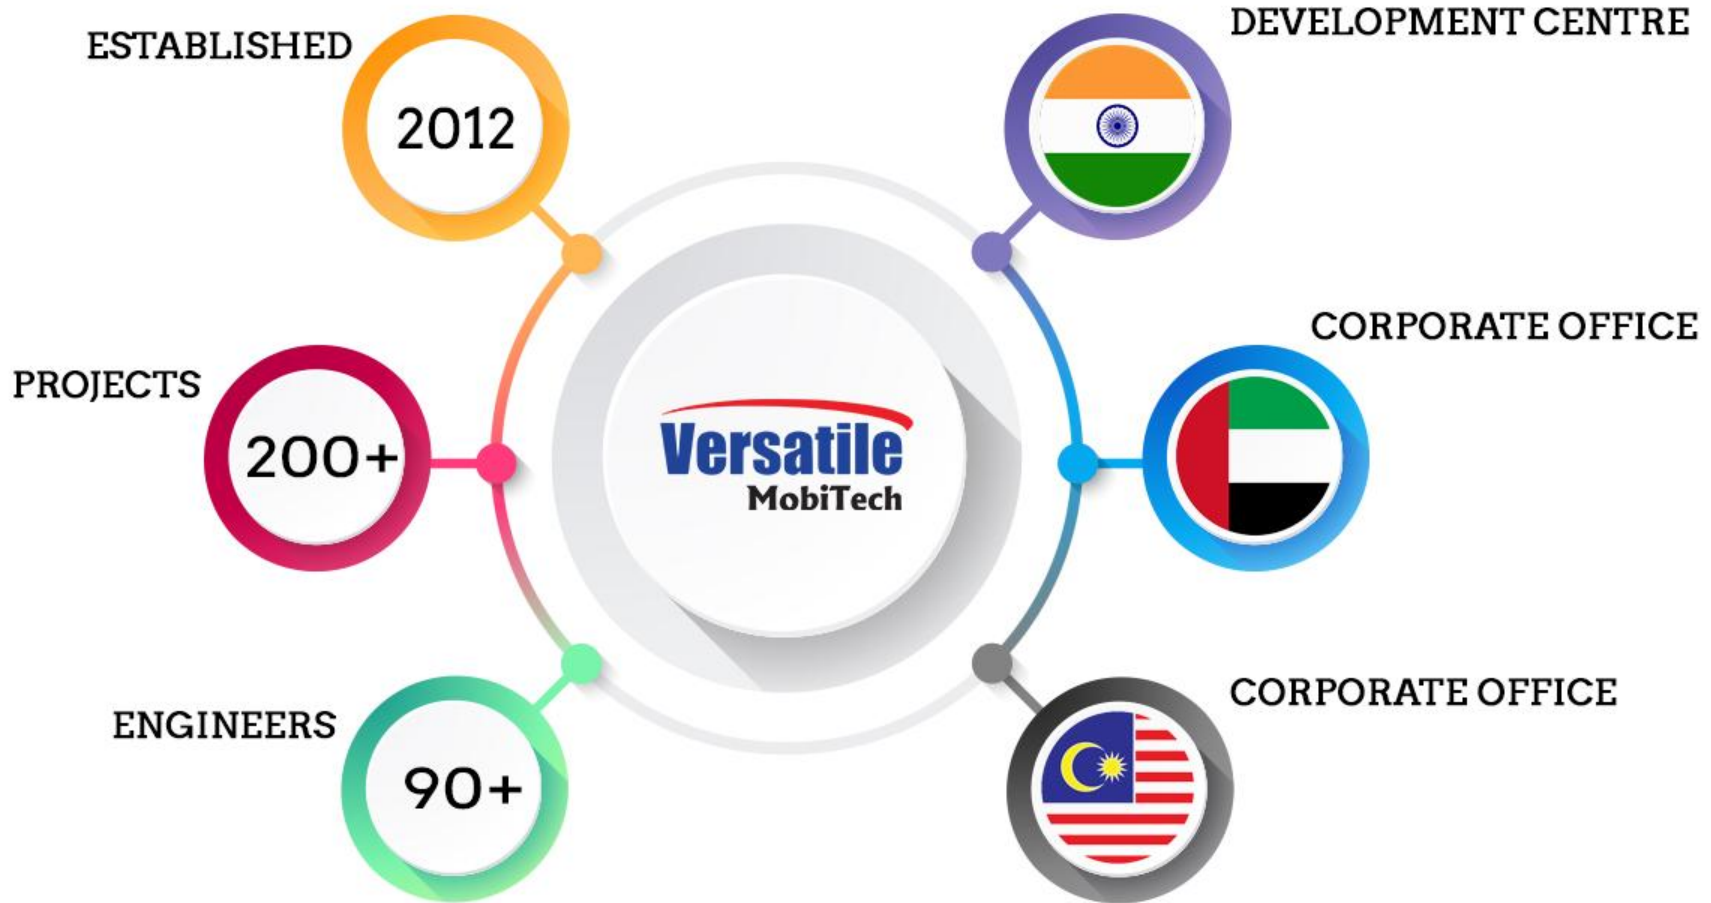 ESTABLISHED
2012
PROJECTS
200+
ENGINEERS
90+
Versatile
MobiTech
DEVELOPMENT CENTRE
CORPORATE OFFICE
CORPORATE OFFICE